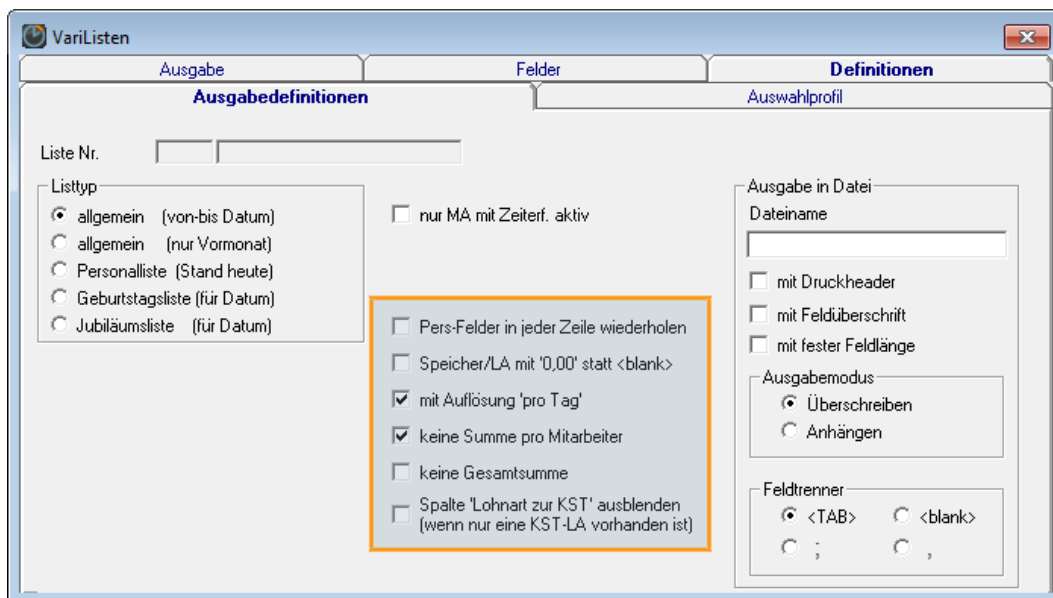 VariListen
Ausgabe
Felder
Definitionen
Ausgabedefinitionen
Auswahlprofil
Liste Nr.
Listtyp
allgemein (von-bis Datum)
allgemein (nur Vormonat)
Personalliste (Stand heute)
Geburtstagsliste (für Datum)
Jubiläumsliste (für Datum)
nur MA mit Zeiterf. aktiv
Pers-Felder in jeder Zeile wiederholen
Speicher/LA mit '0,00' statt <blank>
mit Auflösung 'pro Tag'
keine Summe pro Mitarbeiter
keine Gesamtsumme
Spalte 'Lohnart zur KST' ausblenden
(wenn nur eine KST-LA vorhanden ist)
Ausgabe in Datei
Dateiname
mit Druckheader
mit Feldüberschrift
mit fester Feldlänge
Ausgabemodus
Überschreiben
Anhängen
Feldtrenner
<TAB> <blank>
; ,